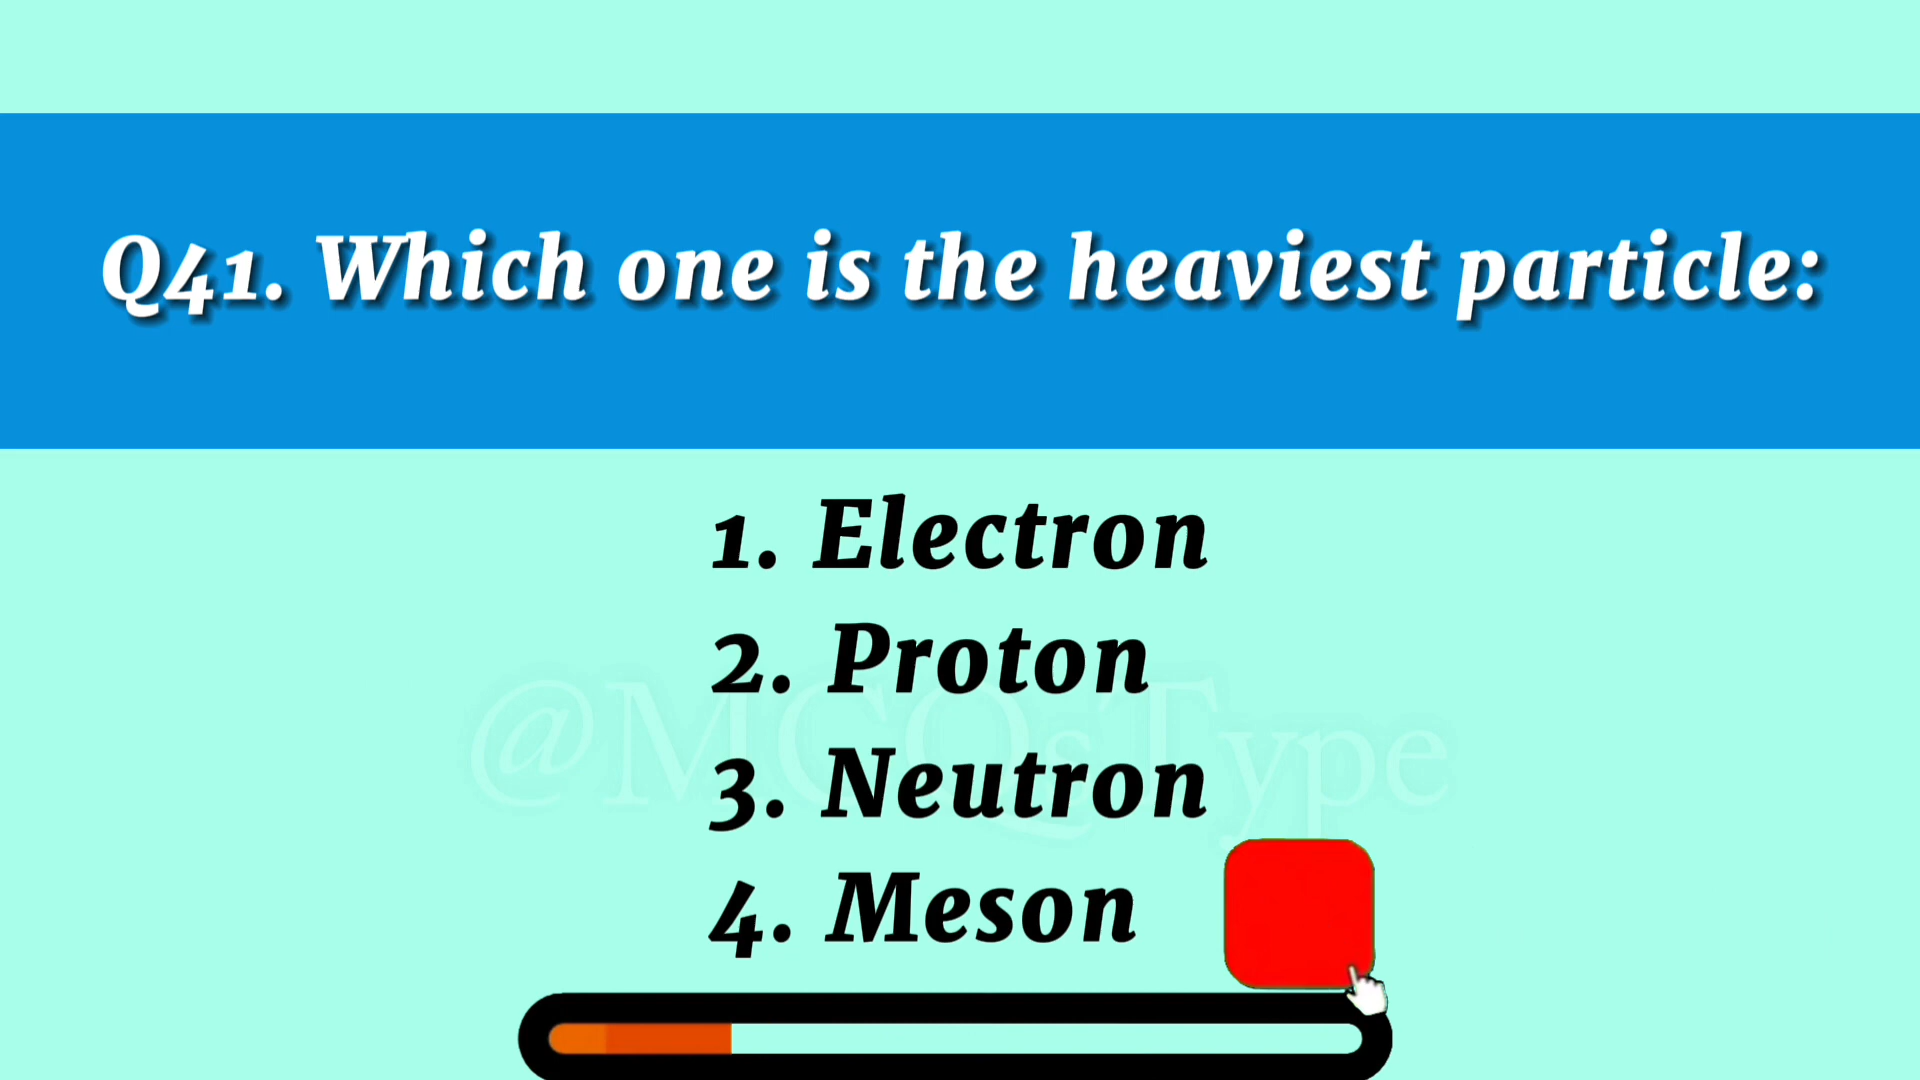 Q41. Which one is the heaviest particle:
1. Electron
2. Proton
@MCQsType
3. Neutron
4. Meson